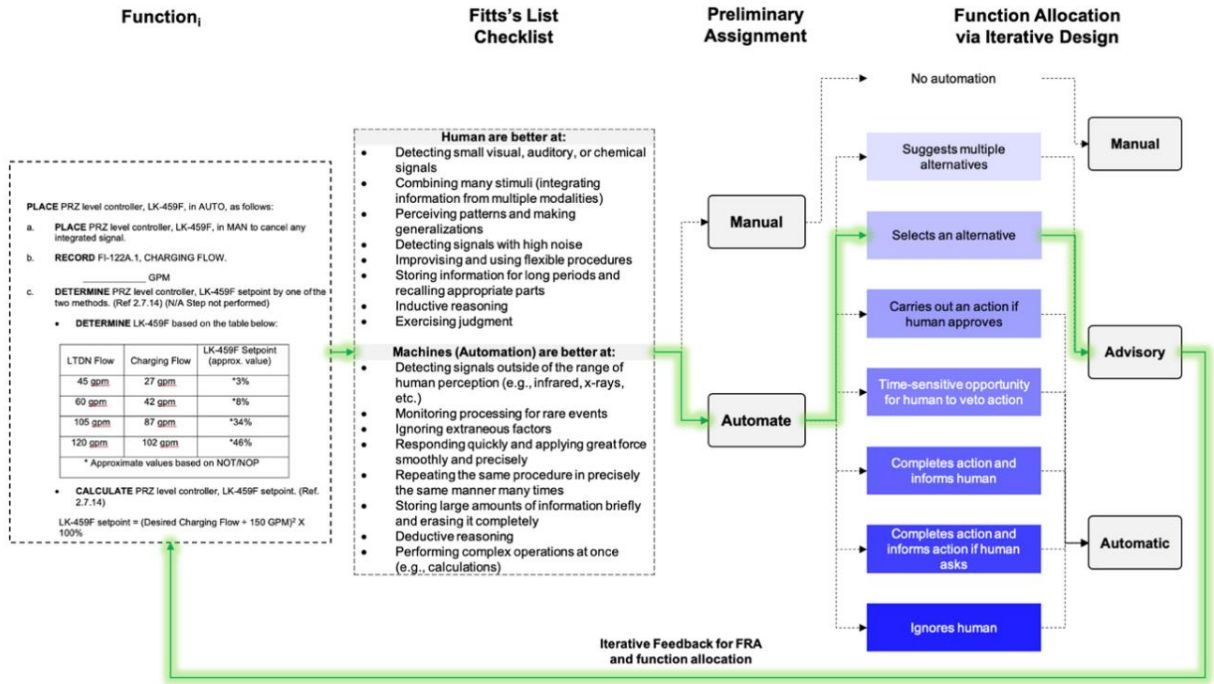 Functionᵢ
Fitts's List
Checklist
Preliminary
Assignment
Function Allocation
via Iterative Design
PLACE PRZ level controller, LK-459F, in AUTO, as follows:
a. PLACE PRZ level controller, LK-459F, in MAN to cancel any
integrated signal.
b. RECORD FI-122A.1, CHARGING FLOW.
____________ GPM
c. DETERMINE PRZ level controller, LK-459F setpoint by one of the
two methods. (Ref 2.7.14) (N/A Step not performed)
• DETERMINE LK-459F based on the table below:
LTDN Flow Charging Flow LK-459F Setpoint
(approx. value)
45 gpm 27 gpm *3%
60 gpm 42 gpm *8%
105 gpm 87 gpm *34%
120 gpm 102 gpm *46%
* Approximate values based on NOT/NOP
• CALCULATE PRZ level controller, LK-459F setpoint. (Ref.
2.7.14)
LK-459F setpoint = (Desired Charging Flow ÷ 150 GPM)² X
100%
Human are better at:
• Detecting small visual, auditory, or chemical
signals
• Combining many stimuli (integrating
information from multiple modalities)
• Perceiving patterns and making
generalizations
• Detecting signals with high noise
• Improvising and using flexible procedures
• Storing information for long periods and
recalling appropriate parts
• Inductive reasoning
• Exercising judgment
Machines (Automation) are better at:
• Detecting signals outside of the range of
human perception (e.g., infrared, x-rays,
etc.)
• Monitoring processing for rare events
• Ignoring extraneous factors
• Responding quickly and applying great force
smoothly and precisely
• Repeating the same procedure in precisely
the same manner many times
• Storing large amounts of information briefly
and erasing it completely
• Deductive reasoning
• Performing complex operations at once
(e.g., calculations)
Manual
Automate
No automation
Suggests multiple
alternatives
Selects an alternative
Carries out an action if
human approves
Time-sensitive opportunity
for human to veto action
Completes action and
informs human
Completes action and
informs action if human
asks
Ignores human
Manual
Advisory
Automatic
Iterative Feedback for FRA
and function allocation